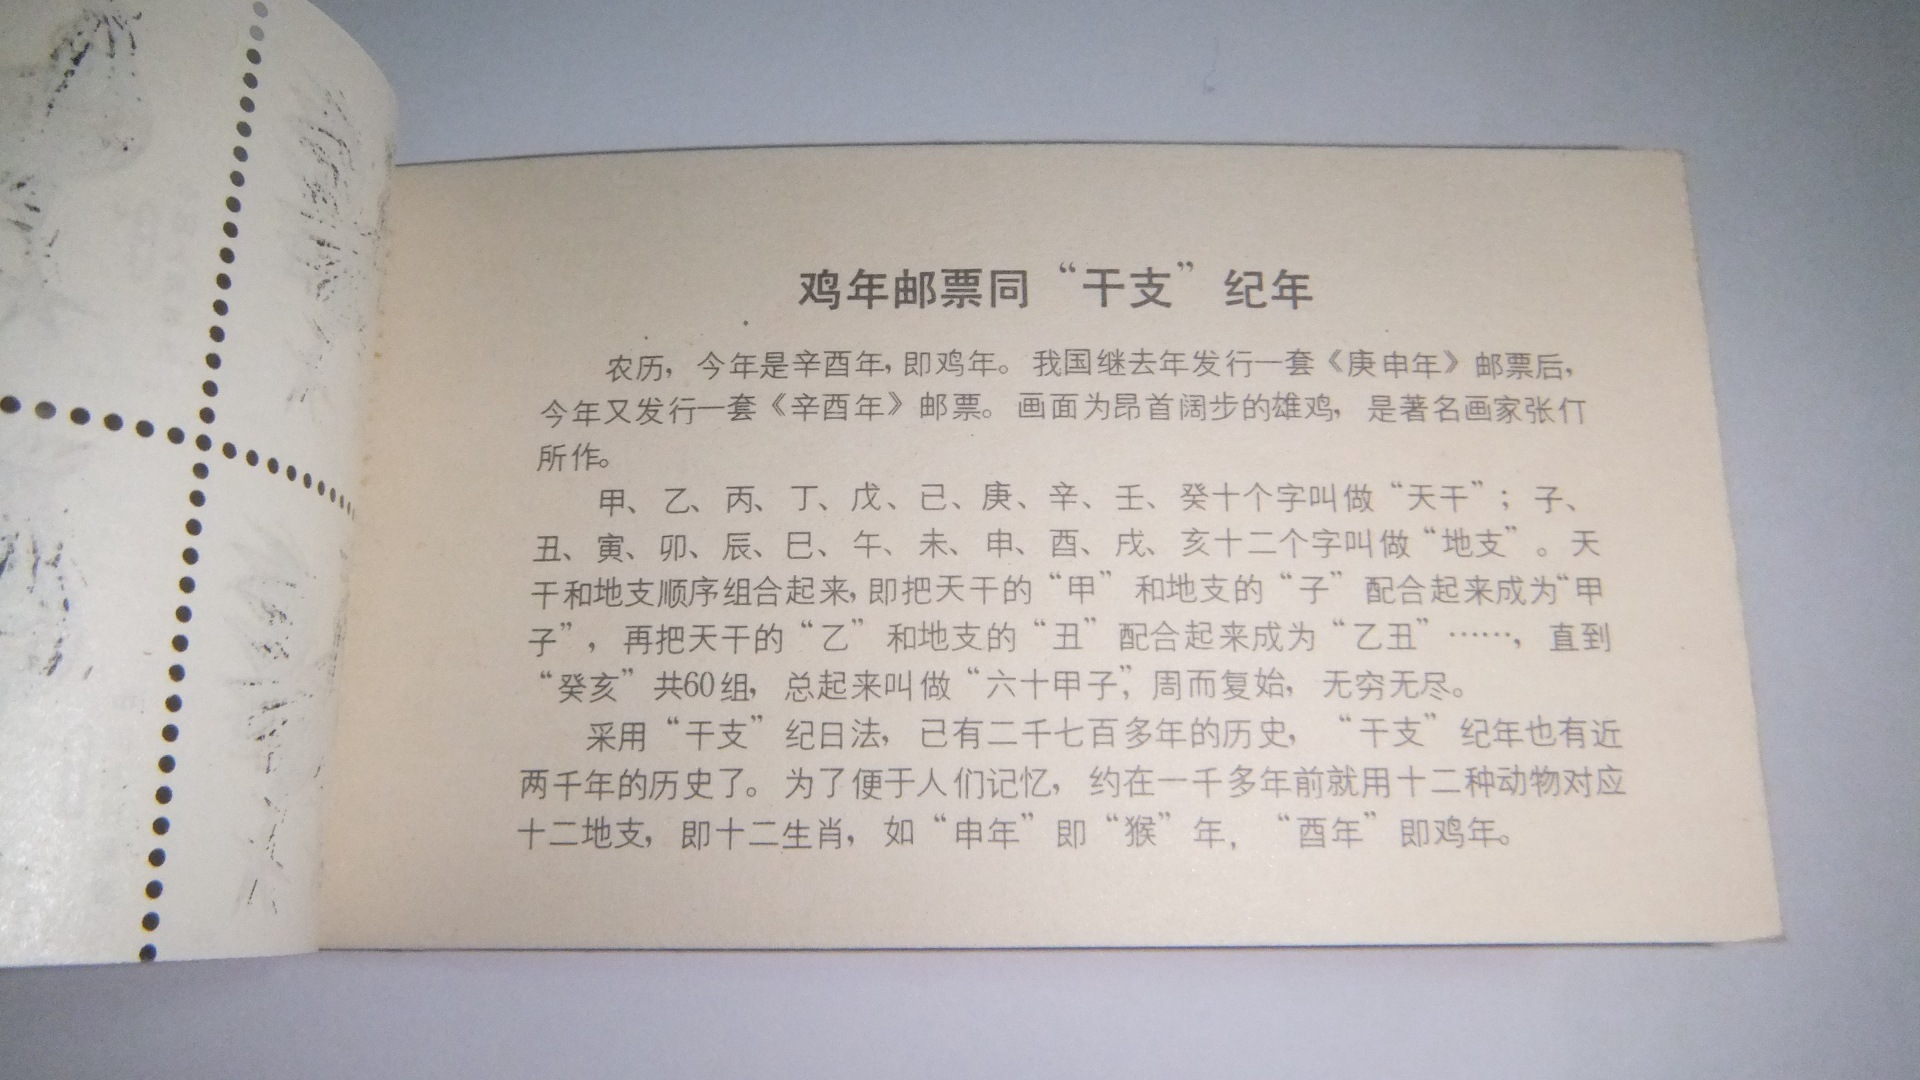 鸡年邮票同“干支”纪年
农历，今年是辛酉年，即鸡年。我国继去年发行一套《庚申年》邮票后，
今年又发行一套《辛酉年》邮票。画面为昂首阔步的雄鸡，是著名画家张仃
所作。
甲、乙、丙、丁、戊、己、庚、辛、壬、癸十个字叫做“天干”；子、
丑、寅、卯、辰、巳、午、未、申、酉、戌、亥十二个字叫做“地支”。天
干和地支顺序组合起来，即把天干的“甲”和地支的“子”配合起来成为“甲
子”，再把天干的“乙”和地支的“丑”配合起来成为“乙丑”……，直到
“癸亥”共60组，总起来叫做“六十甲子”，周而复始，无穷无尽。
采用“干支”纪日法，已有二千七百多年的历史，“干支”纪年也有近
两千年的历史了。为了便于人们记忆，约在一千多年前就用十二种动物对应
十二地支，即十二生肖，如“申年”即“猴”年，“酉年”即鸡年。